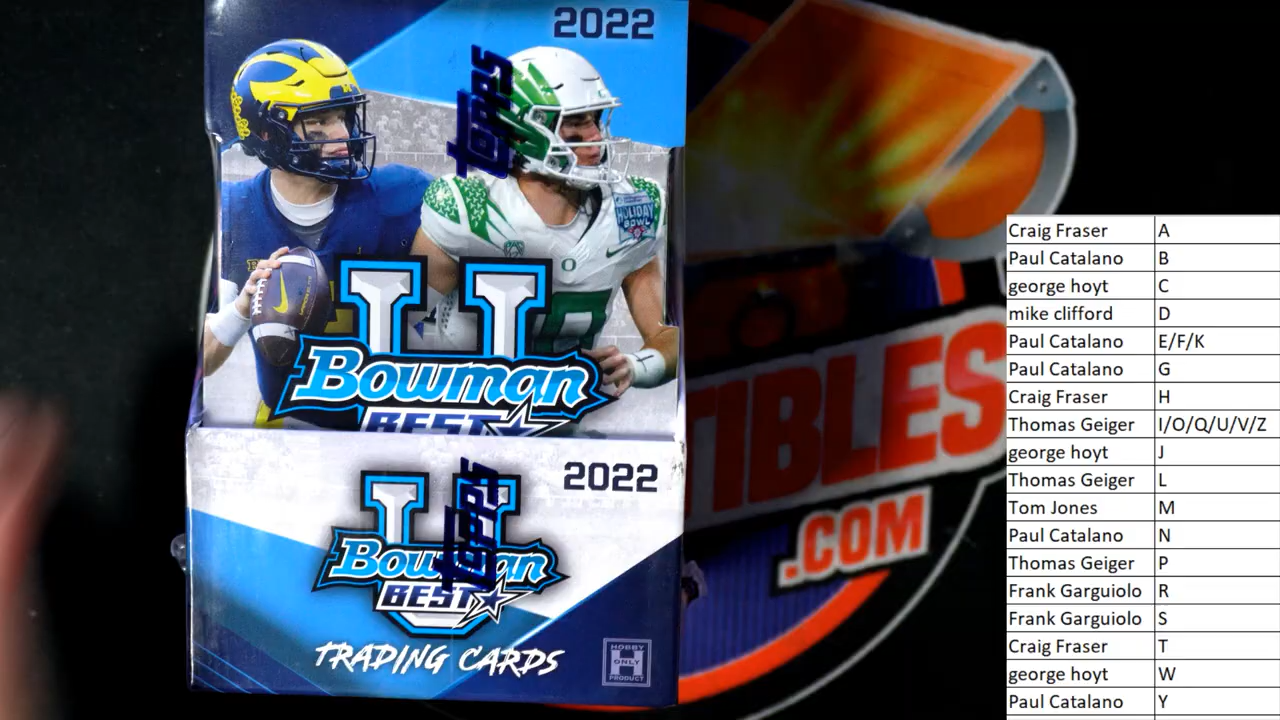 2022
Topps
HOLIDAY
BOWL
O
U
Bowman
BEST
2022
Topps
U
Bowman
BEST
TRADING CARDS
HOBBY
H
ONLY
PRODUCT
TIBLES
.COM
Craig Fraser A
Paul Catalano B
george hoyt C
mike clifford D
Paul Catalano E/F/K
Paul Catalano G
Craig Fraser H
Thomas Geiger I/O/Q/U/V/Z
george hoyt J
Thomas Geiger L
Tom Jones M
Paul Catalano N
Thomas Geiger P
Frank Garguiolo R
Frank Garguiolo S
Craig Fraser T
george hoyt W
Paul Catalano Y